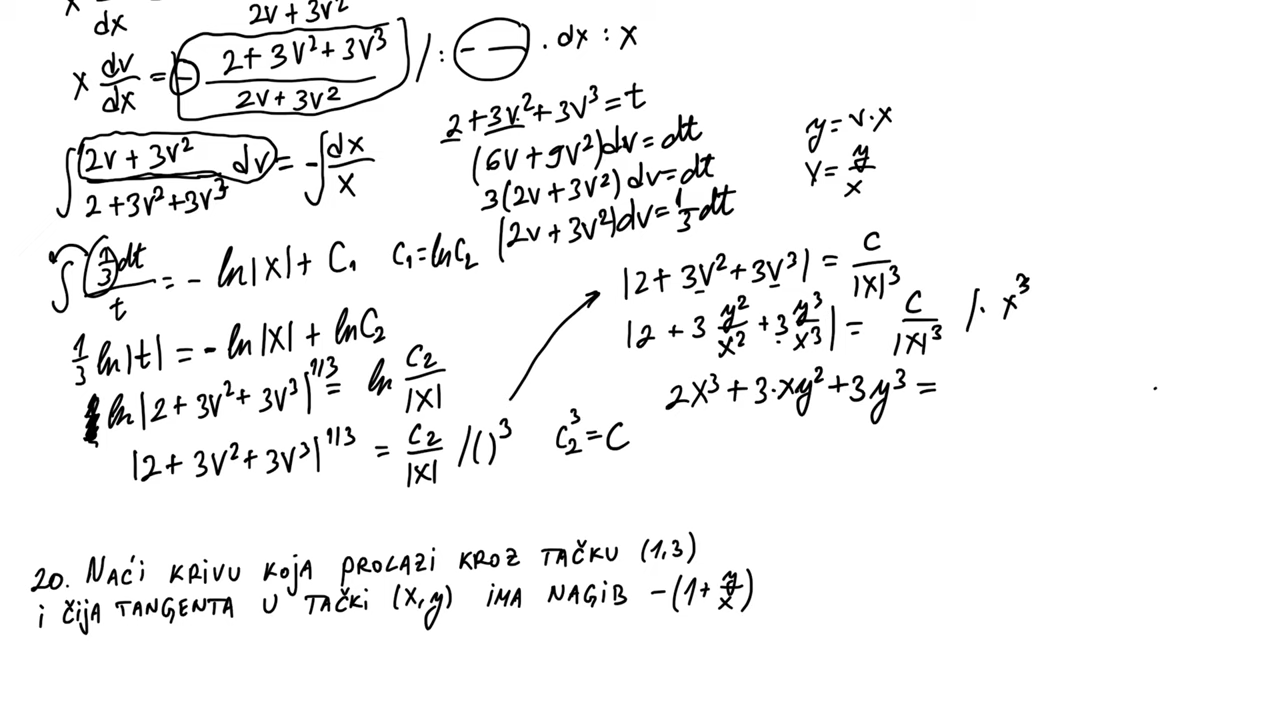 x —/dx
2v + 3v²
x dv/dx = - (2 + 3v² + 3v³)/(2v + 3v²) / : (- —) · dx : x
∫ (2v + 3v²)/(2 + 3v² + 3v³) dv = - ∫ dx/x
∫ (1/3 dt)/t = - ln|x| + C₁   C₁ = ln C₂
1/3 ln|t| = - ln|x| + ln C₂
ln|2 + 3v² + 3v³|^1/3 = ln C₂/|x|
|2 + 3v² + 3v³|^1/3 = C₂/|x| /( )³   C₂³ = C
2 + 3v² + 3v³ = t
(6v + 9v²)dv = dt
3(2v + 3v²) dv = dt
(2v + 3v²)dv = 1/3 dt
y = v·x
v = y/x
|2 + 3v² + 3v³| = C/|x|³
|2 + 3 y²/x² + 3 y³/x³| = C/|x|³ /· x³
2x³ + 3·xy² + 3y³ =
20. NAĆI KRIVU KOJA PROLAZI KROZ TAČKU (1,3)
I ČIJA TANGENTA U TAČKI (x,y) IMA NAGIB -(1+ y/x)